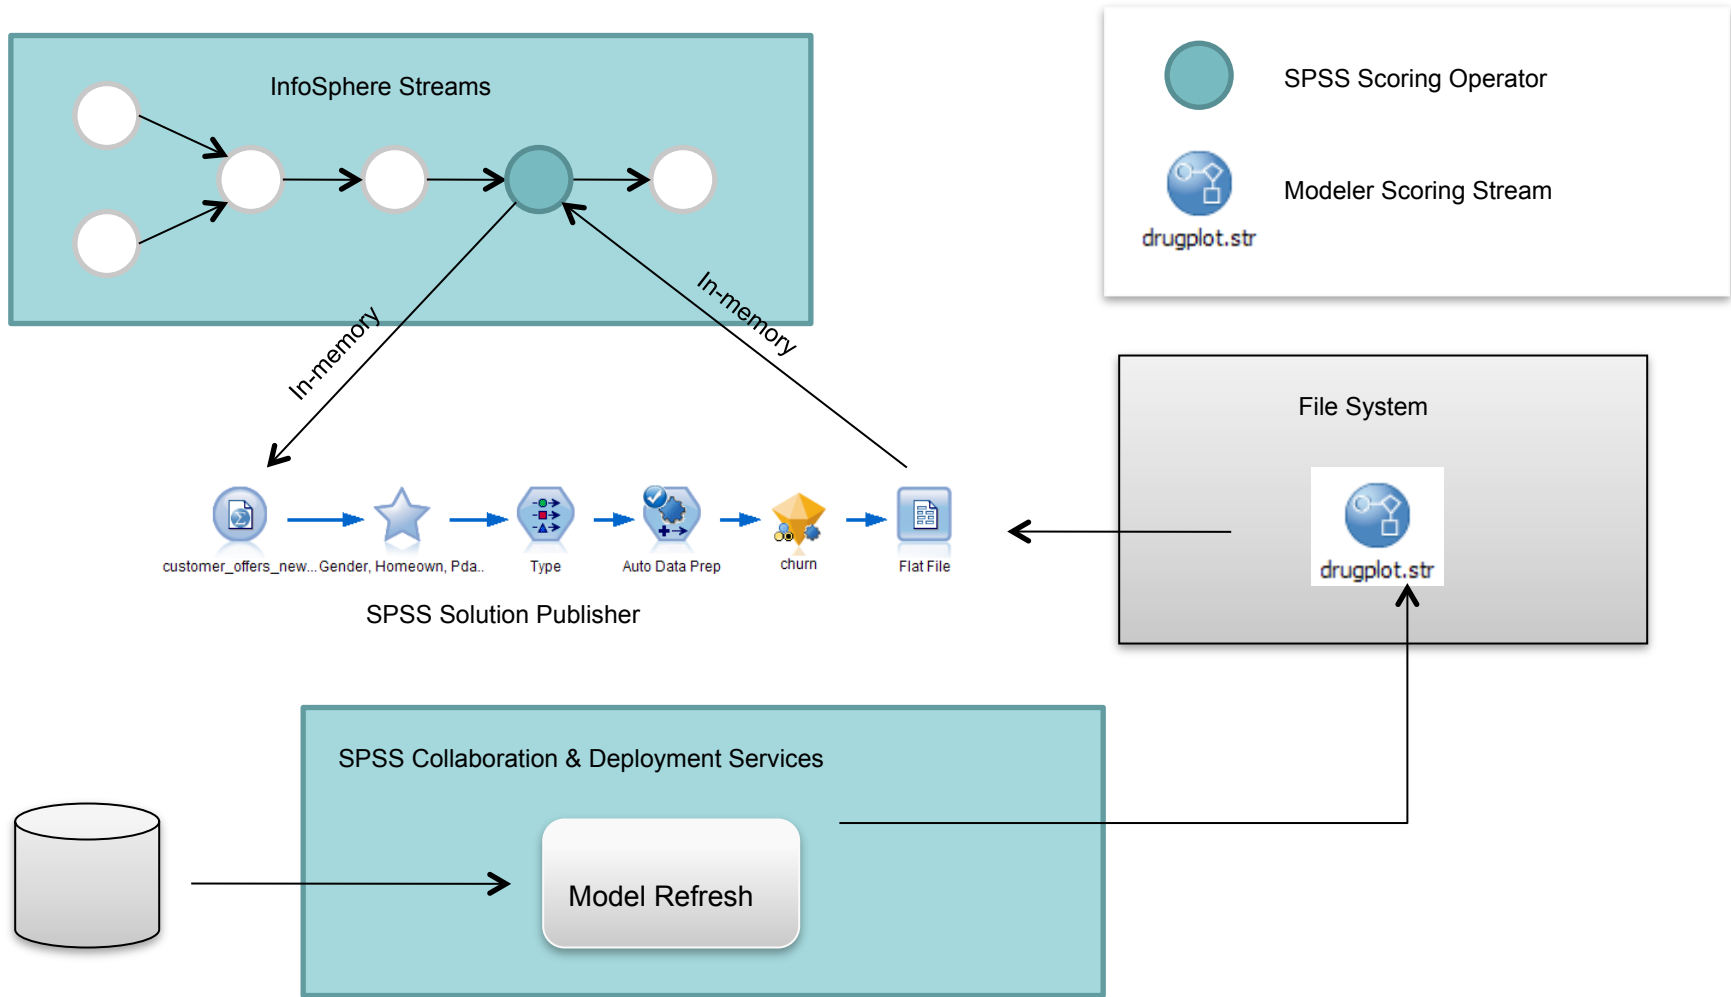 InfoSphere Streams
SPSS Scoring Operator
Modeler Scoring Stream
drugplot.str
In-memory
In-memory
File System
drugplot.str
customer_offers_new...
Gender, Homeown, Pda..
Type
Auto Data Prep
churn
Flat File
SPSS Solution Publisher
SPSS Collaboration & Deployment Services
Model Refresh